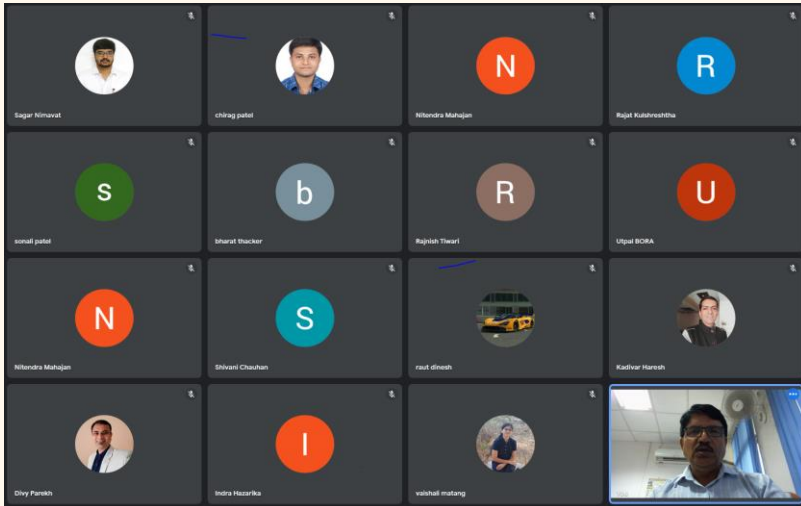 Sagar Nimavat
chirag patel
N
Nitendra Mahajan
R
Rajat Kulshreshtha
s
sonali patel
b
bharat thacker
R
Rajnish Tiwari
U
Utpal BORA
N
Nitendra Mahajan
S
Shivani Chauhan
raut dinesh
Kadivar Haresh
Divy Parekh
I
Indra Hazarika
vaishali matang